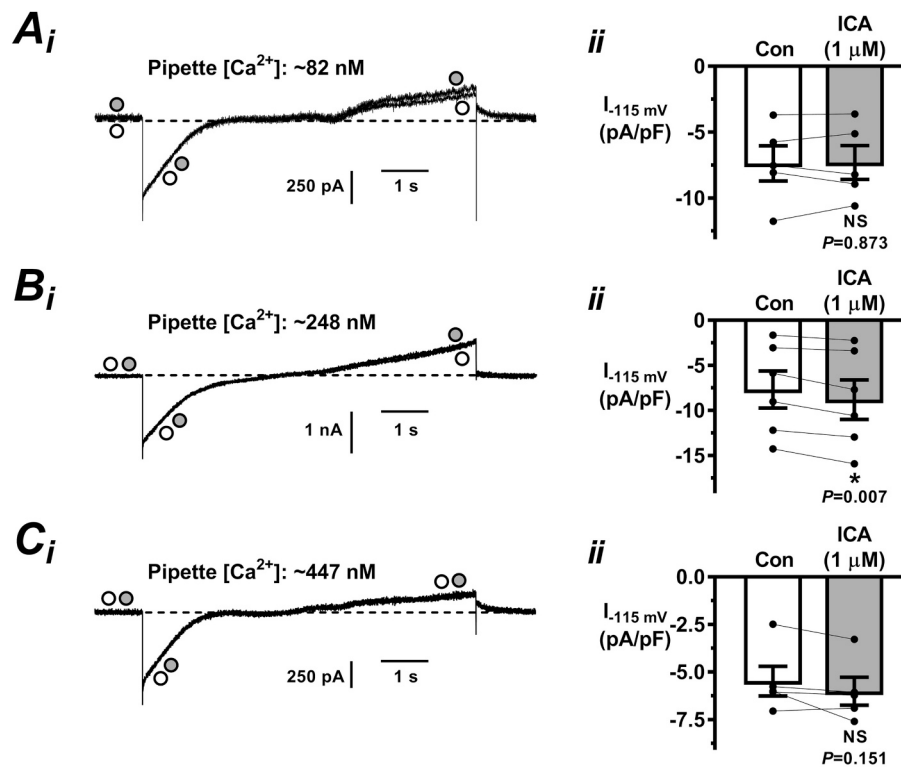 Ai
Pipette [Ca²⁺]: ~82 nM
250 pA
1 s
ii
Con
ICA
(1 μM)
I-115 mV
(pA/pF)
0
-5
-10
NS
P=0.873
Bi
Pipette [Ca²⁺]: ~248 nM
1 nA
1 s
ii
Con
ICA
(1 μM)
I-115 mV
(pA/pF)
0
-5
-10
-15
*
P=0.007
Ci
Pipette [Ca²⁺]: ~447 nM
250 pA
1 s
ii
Con
ICA
(1 μM)
I-115 mV
(pA/pF)
0.0
-2.5
-5.0
-7.5
NS
P=0.151